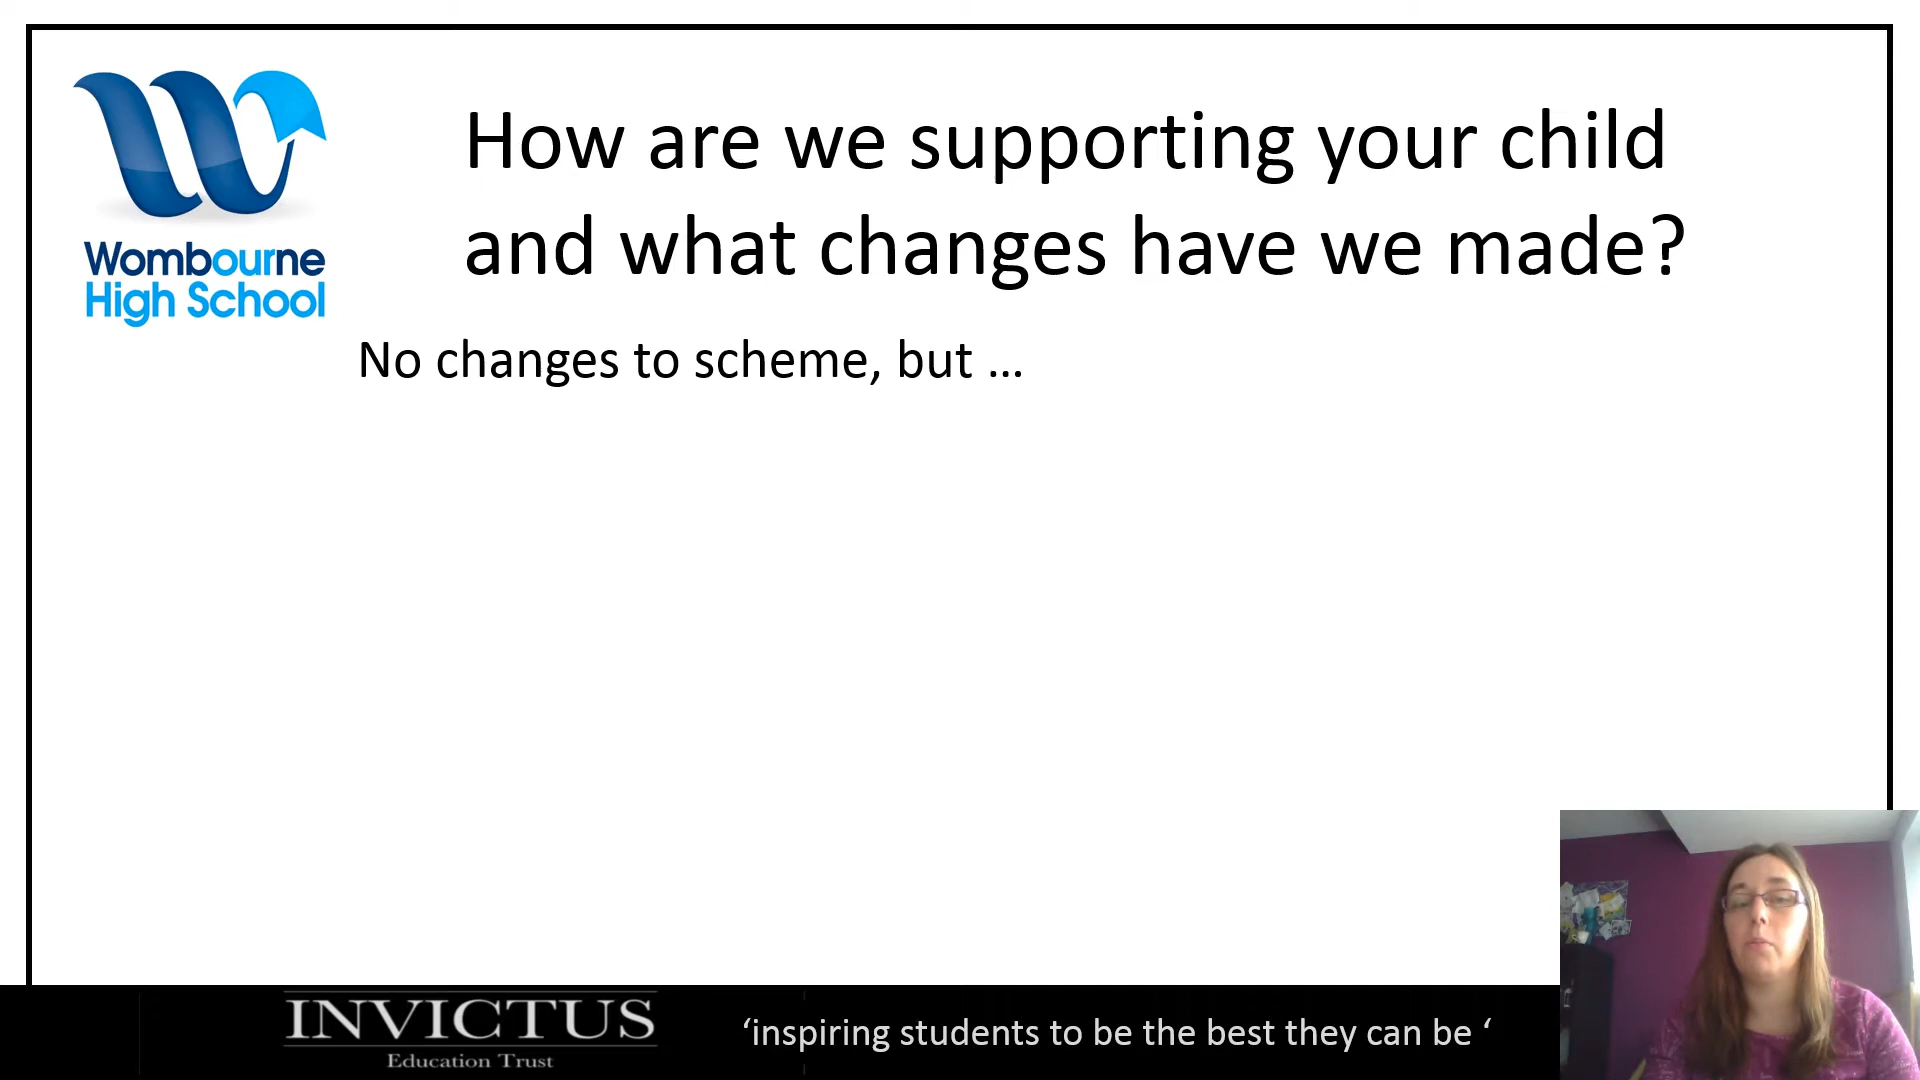 How are we supporting your child
and what changes have we made?
Wombourne
High School
No changes to scheme, but ...
INVICTUS
Education Trust
‘inspiring students to be the best they can be ‘